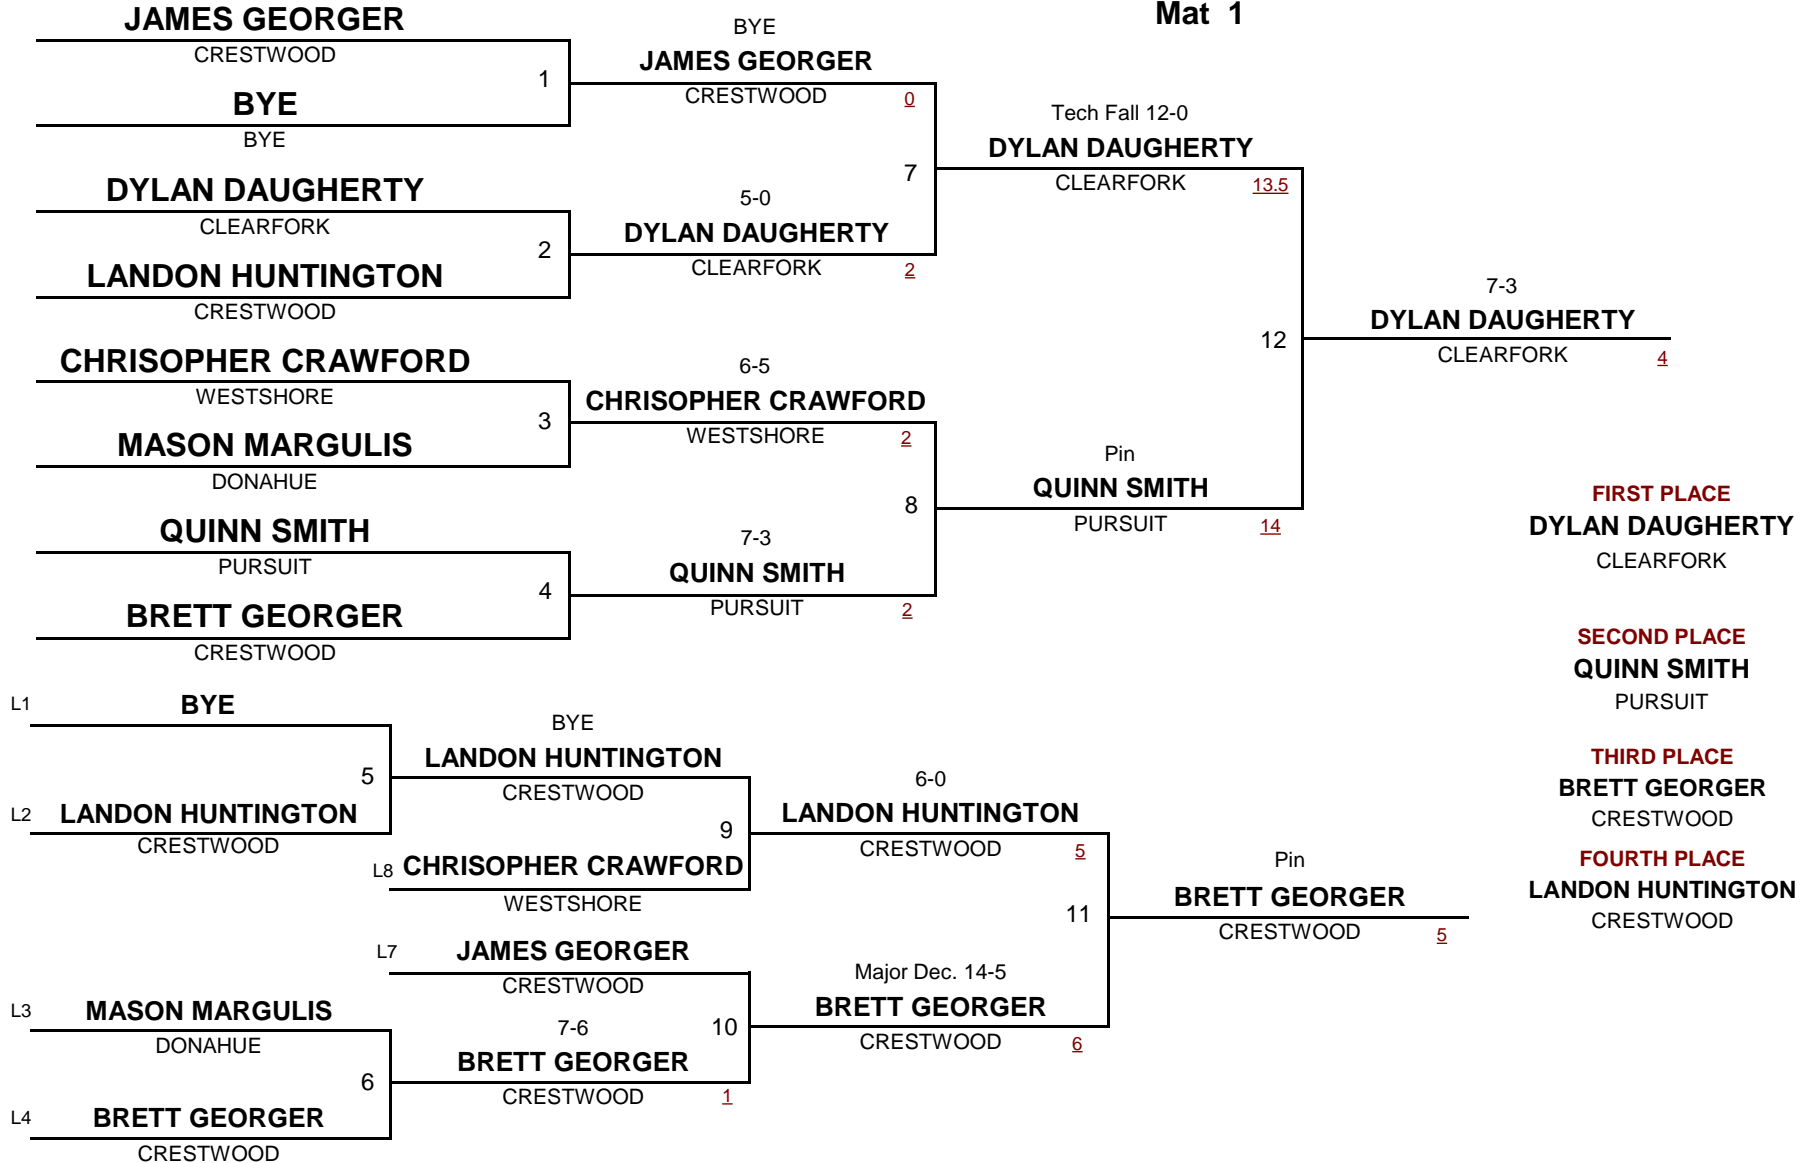 Mat 1
JAMES GEORGER
CRESTWOOD
1
BYE
BYE
DYLAN DAUGHERTY
CLEARFORK
2
LANDON HUNTINGTON
CRESTWOOD
CHRISOPHER CRAWFORD
WESTSHORE
3
MASON MARGULIS
DONAHUE
QUINN SMITH
PURSUIT
4
BRETT GEORGER
CRESTWOOD
BYE
JAMES GEORGER
CRESTWOOD 0
7
5-0
DYLAN DAUGHERTY
CLEARFORK 2
6-5
CHRISOPHER CRAWFORD
WESTSHORE 2
8
7-3
QUINN SMITH
PURSUIT 2
Tech Fall 12-0
DYLAN DAUGHERTY
CLEARFORK 13.5
12
Pin
QUINN SMITH
PURSUIT 14
7-3
DYLAN DAUGHERTY
CLEARFORK 4
FIRST PLACE
DYLAN DAUGHERTY
CLEARFORK
SECOND PLACE
QUINN SMITH
PURSUIT
THIRD PLACE
BRETT GEORGER
CRESTWOOD
FOURTH PLACE
LANDON HUNTINGTON
CRESTWOOD
L1 BYE
5
L2 LANDON HUNTINGTON
CRESTWOOD
L3 MASON MARGULIS
DONAHUE
6
L4 BRETT GEORGER
CRESTWOOD
BYE
LANDON HUNTINGTON
CRESTWOOD
9
L8 CHRISOPHER CRAWFORD
WESTSHORE
L7 JAMES GEORGER
CRESTWOOD
10
7-6
BRETT GEORGER
CRESTWOOD 1
6-0
LANDON HUNTINGTON
CRESTWOOD 5
11
Major Dec. 14-5
BRETT GEORGER
CRESTWOOD 6
Pin
BRETT GEORGER
CRESTWOOD 5